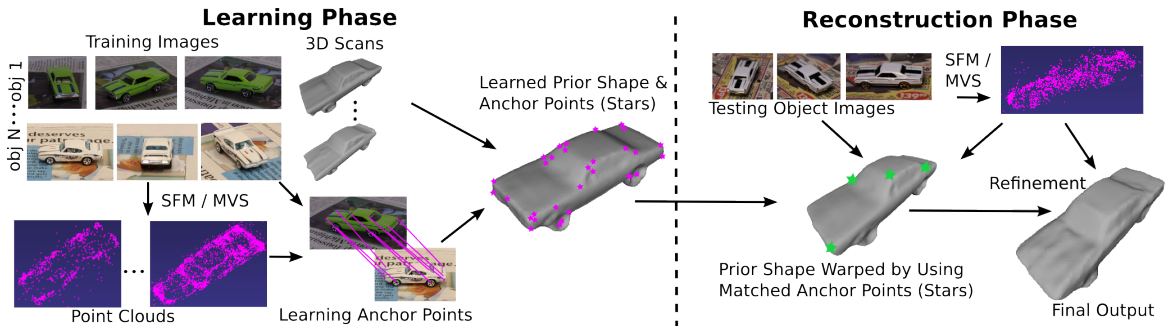 Learning Phase
Training Images
3D Scans
obj N•••obj 1
deserves
SFM / MVS
Point Clouds
Learning Anchor Points
Learned Prior Shape &
Anchor Points (Stars)
Reconstruction Phase
Testing Object Images
SFM /
MVS
Refinement
Prior Shape Warped by Using
Matched Anchor Points (Stars)
Final Output